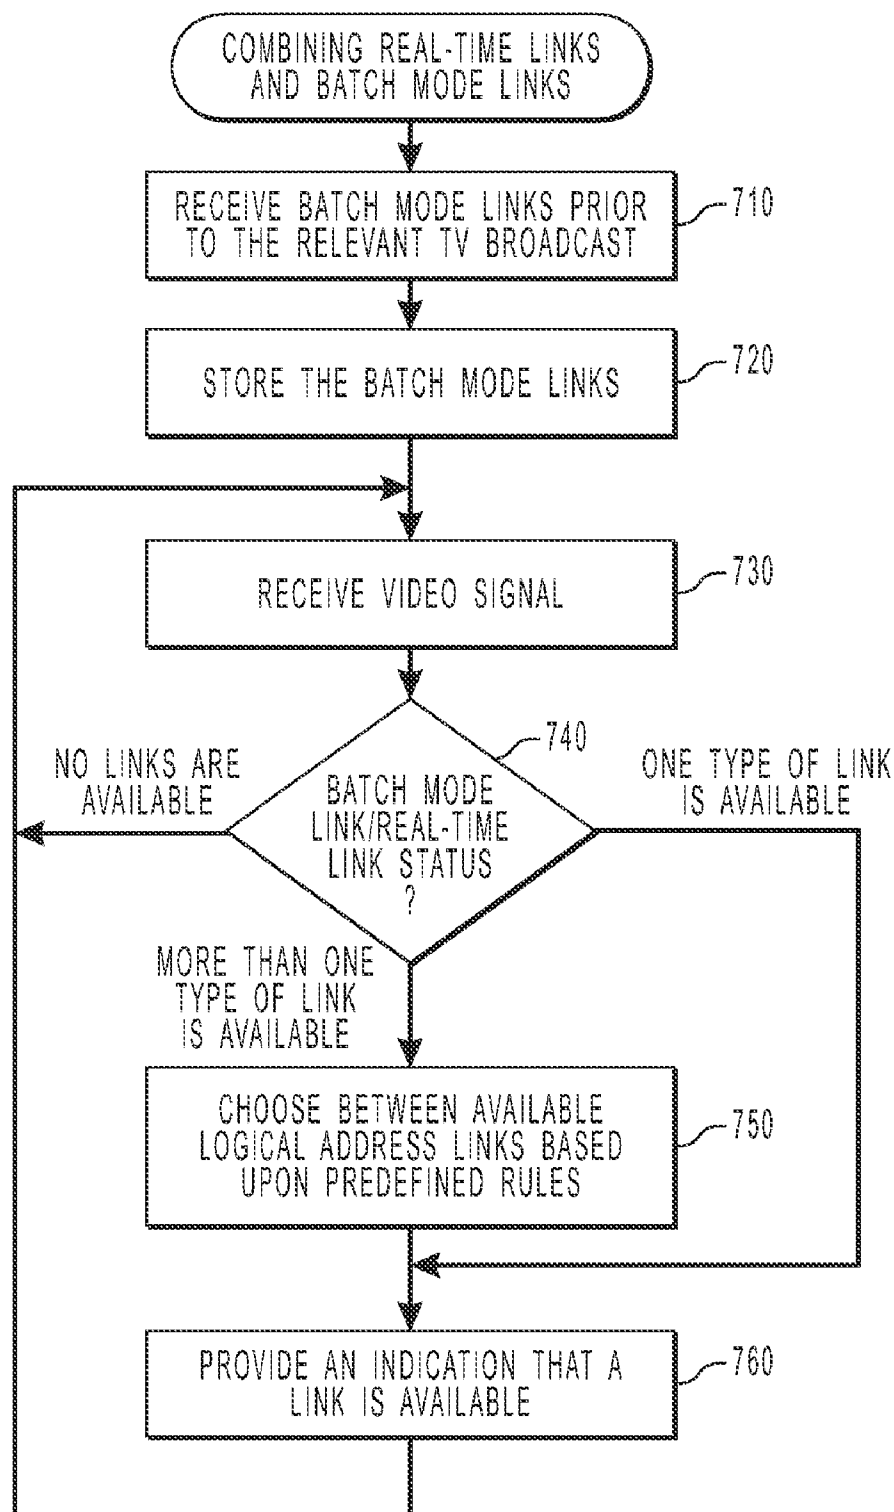 COMBINING REAL-TIME LINKS
AND BATCH MODE LINKS
RECEIVE BATCH MODE LINKS PRIOR
TO THE RELEVANT TV BROADCAST
710
STORE THE BATCH MODE LINKS
720
RECEIVE VIDEO SIGNAL
730
740
NO LINKS ARE
AVAILABLE
BATCH MODE
LINK/REAL-TIME
LINK STATUS
?
ONE TYPE OF LINK
IS AVAILABLE
MORE THAN ONE
TYPE OF LINK
IS AVAILABLE
CHOOSE BETWEEN AVAILABLE
LOGICAL ADDRESS LINKS BASED
UPON PREDEFINED RULES
750
PROVIDE AN INDICATION THAT A
LINK IS AVAILABLE
760